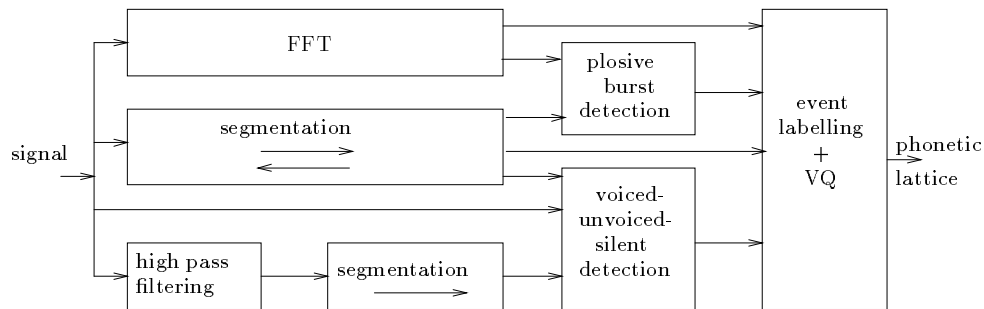 FFT
plosive
burst
detection
segmentation
signal
event
labelling
+
VQ
phonetic
lattice
voiced-
unvoiced-
silent
detection
high pass
filtering
segmentation